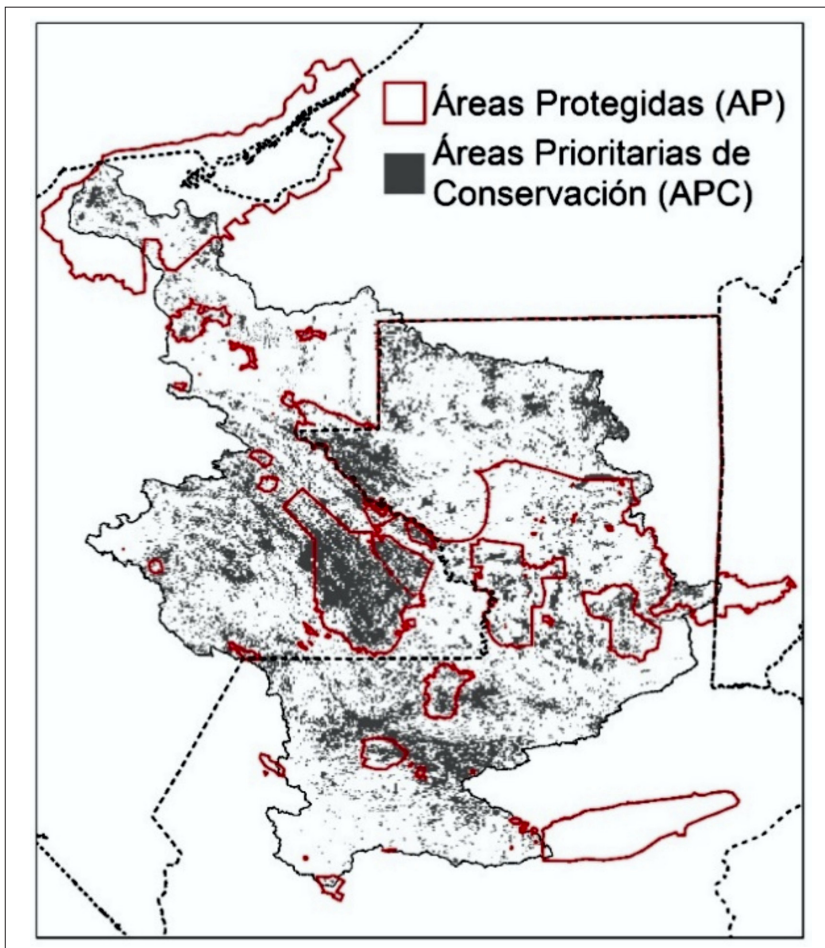 Áreas Protegidas (AP)
Áreas Prioritarias de
Conservación (APC)